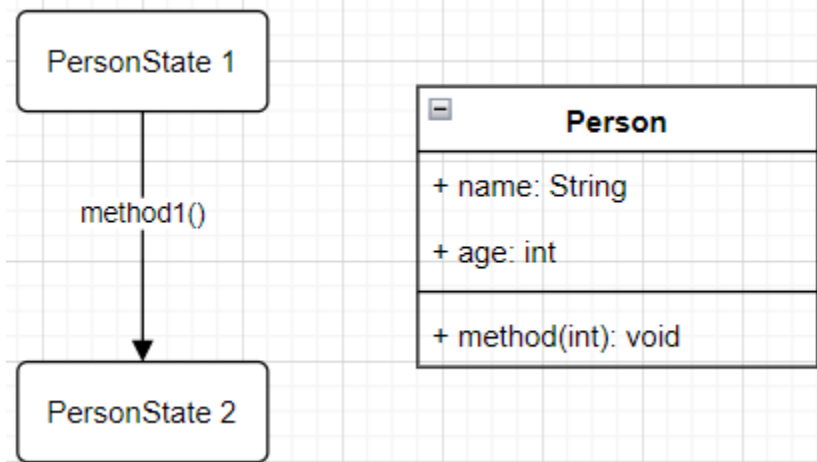 PersonState 1
method1()
PersonState 2
Person
+ name: String
+ age: int
+ method(int): void